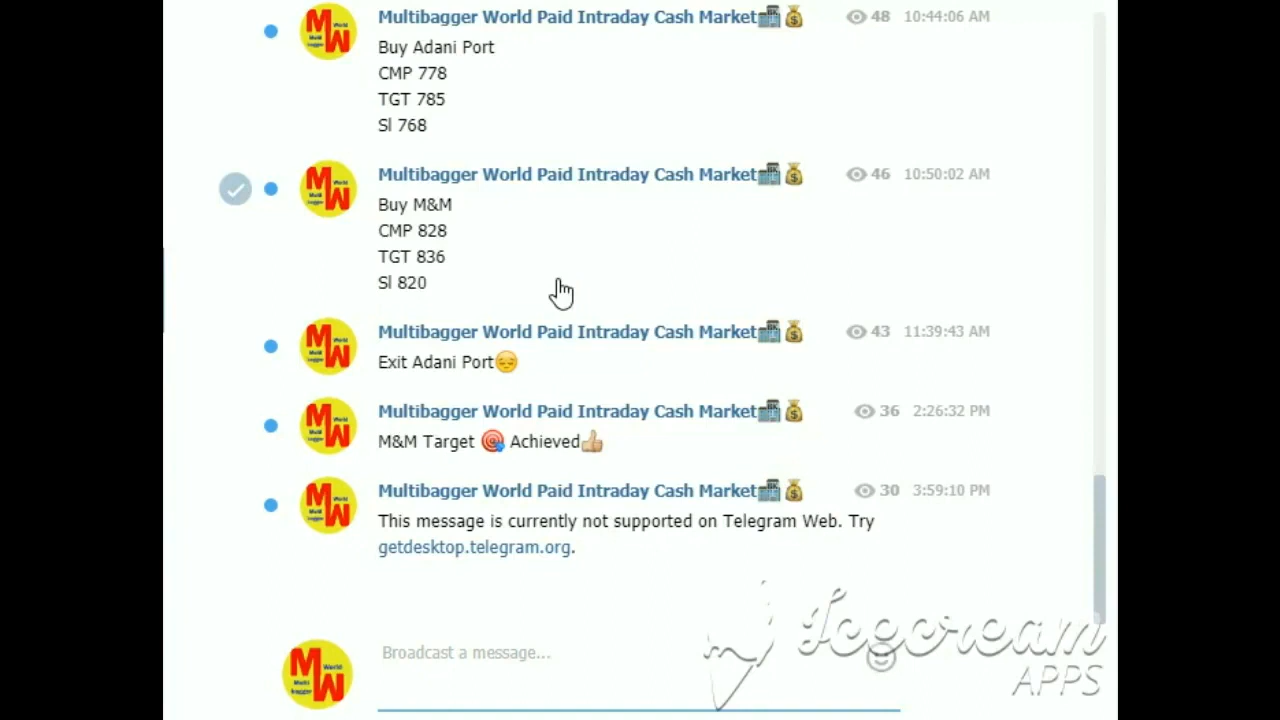 Multibagger World Paid Intraday Cash Market🏦💰 48 10:44:06 AM
Buy Adani Port
CMP 778
TGT 785
Sl 768
Multibagger World Paid Intraday Cash Market🏦💰 46 10:50:02 AM
Buy M&M
CMP 828
TGT 836
Sl 820
Multibagger World Paid Intraday Cash Market🏦💰 43 11:39:43 AM
Exit Adani Port😔
Multibagger World Paid Intraday Cash Market🏦💰 36 2:26:32 PM
M&M Target 🎯 Achieved👍🏼
Multibagger World Paid Intraday Cash Market🏦💰 30 3:59:10 PM
This message is currently not supported on Telegram Web. Try
getdesktop.telegram.org.
Icecream
APPS
M World
Multi W
bagger
Broadcast a message...